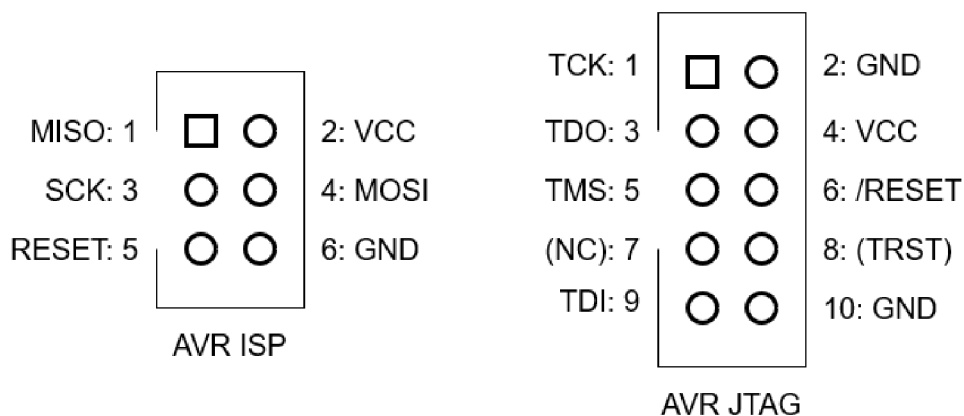 MISO: 1
2: VCC
SCK: 3
4: MOSI
RESET: 5
6: GND
AVR ISP
TCK: 1
2: GND
TDO: 3
4: VCC
TMS: 5
6: /RESET
(NC): 7
8: (TRST)
TDI: 9
10: GND
AVR JTAG